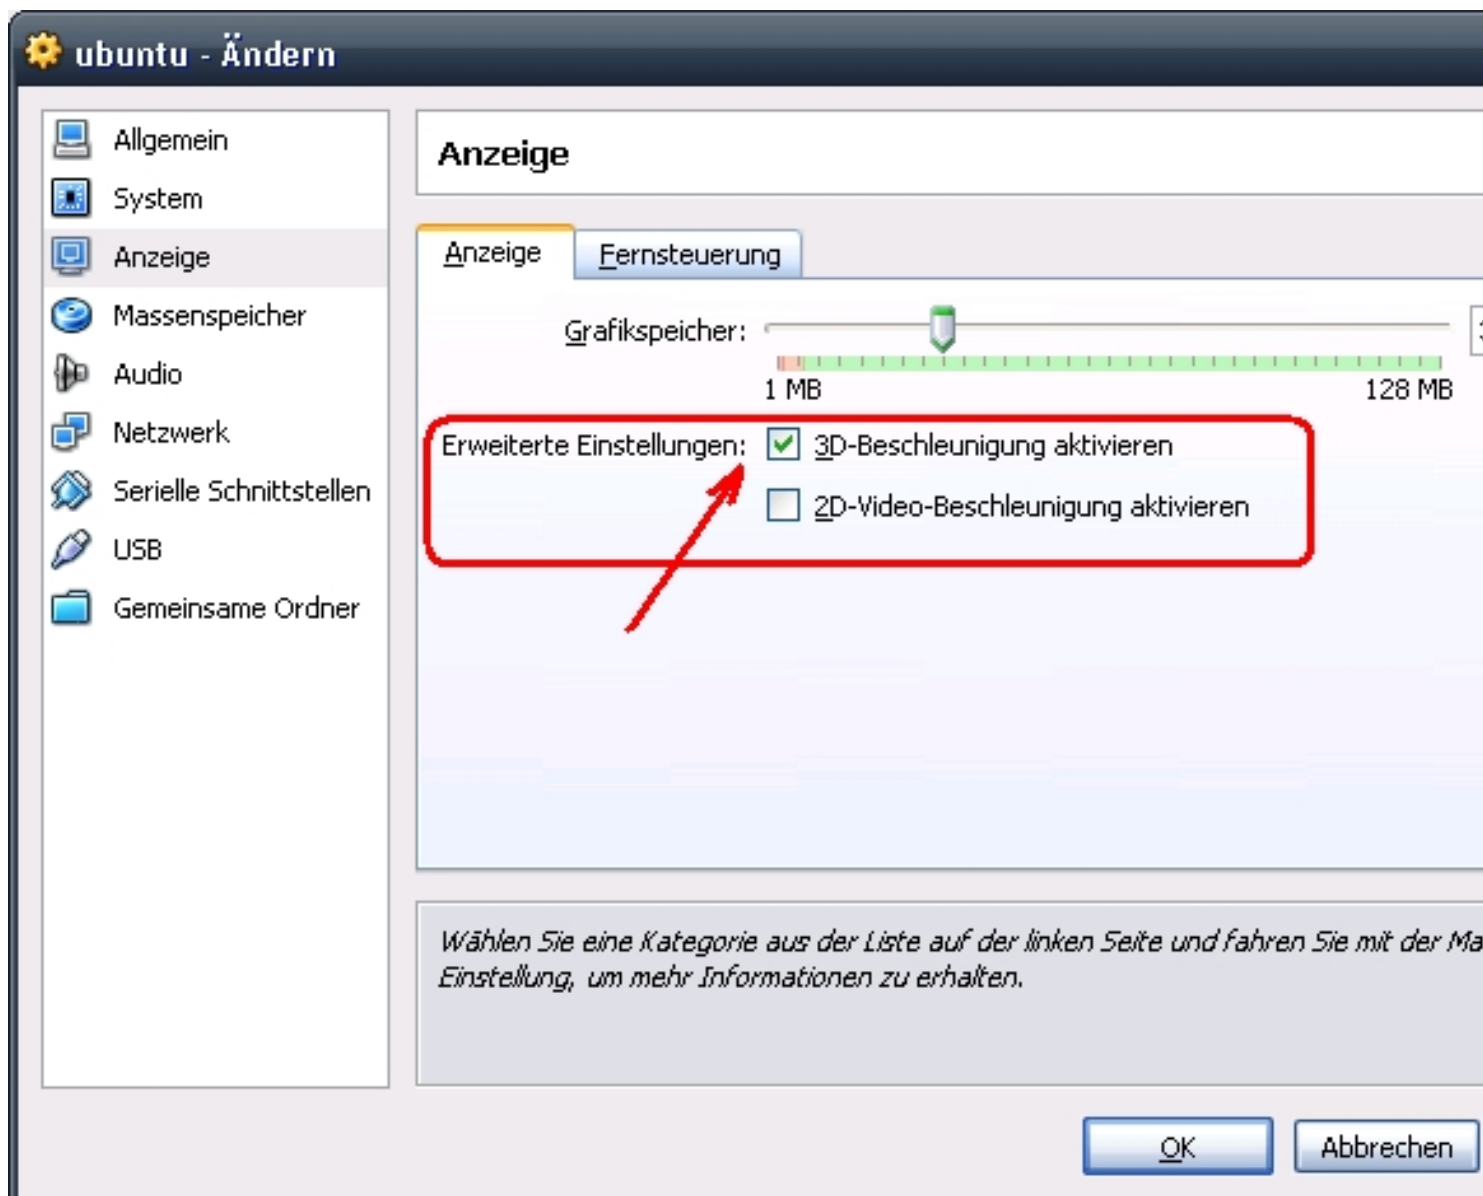 ubuntu - Ändern
Allgemein
System
Anzeige
Massenspeicher
Audio
Netzwerk
Serielle Schnittstellen
USB
Gemeinsame Ordner
Anzeige
Anzeige
Fernsteuerung
Grafikspeicher:
1 MB
128 MB
Erweiterte Einstellungen:
3D-Beschleunigung aktivieren
2D-Video-Beschleunigung aktivieren
Wählen Sie eine Kategorie aus der Liste auf der linken Seite und fahren Sie mit der
Einstellung, um mehr Informationen zu erhalten.
OK
Abbrechen